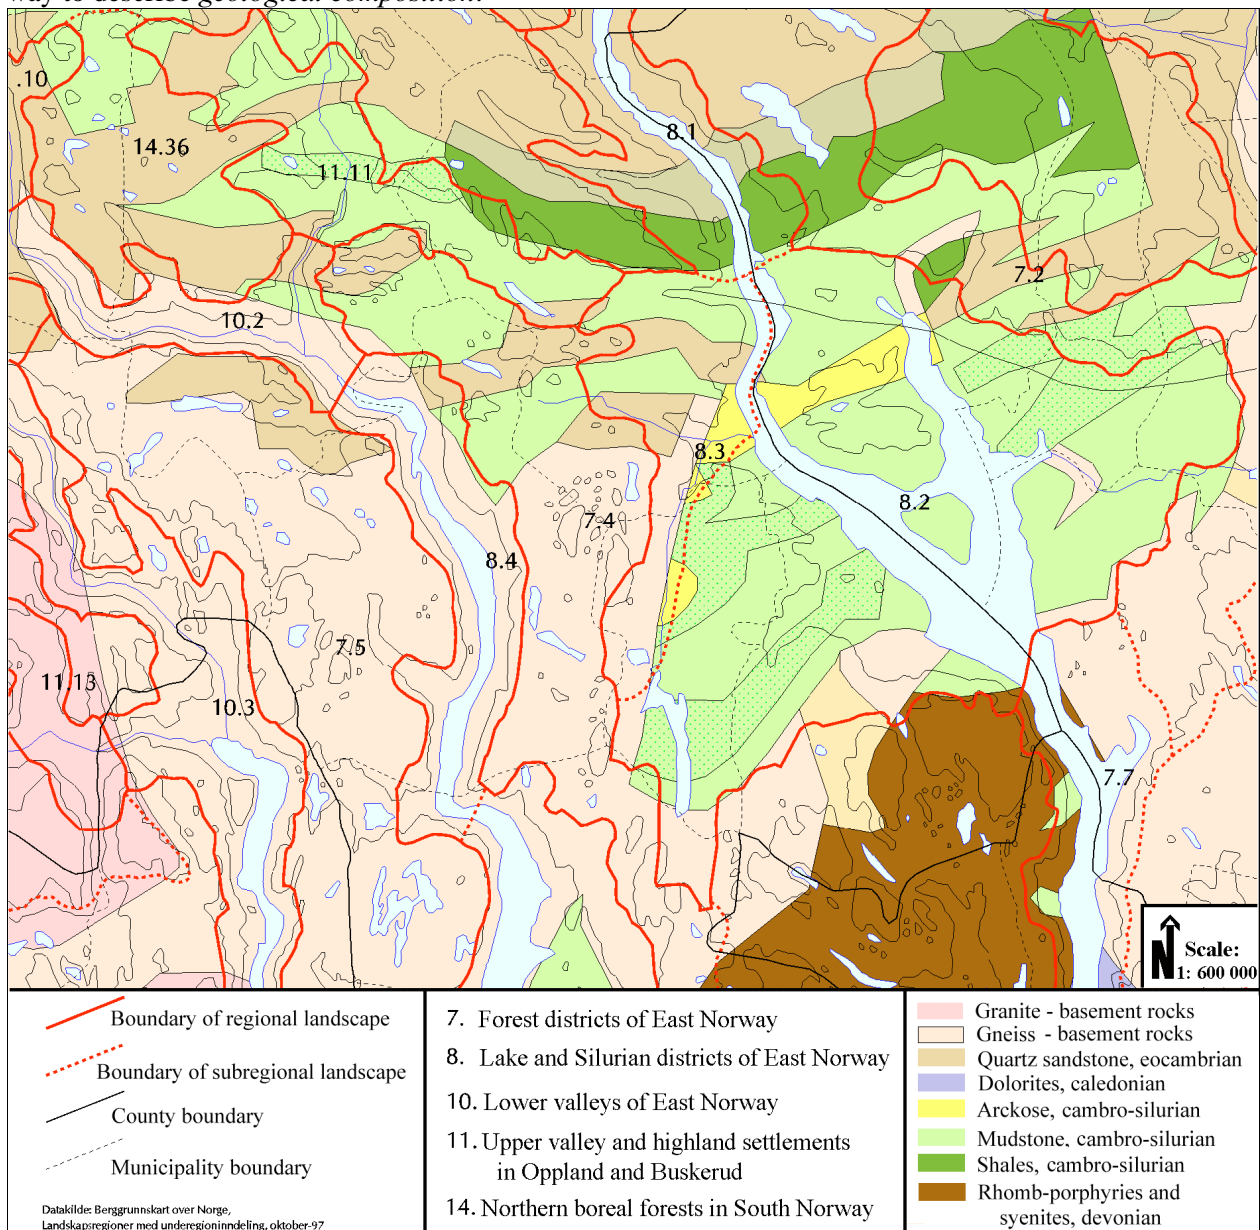 way to describe geological composition.
.10
8.1
14.36
11.11
7.2
10.2
8.3
8.2
7.4
8.4
7.5
11.13
10.3
7.7
N
Scale:
1: 600 000
Boundary of regional landscape
Boundary of subregional landscape
County boundary
Municipality boundary
Datakilde: Berggrunnskart over Norge,
Landskapsregioner med underegioninndeling, oktober-97
7. Forest districts of East Norway
8. Lake and Silurian districts of East Norway
10. Lower valleys of East Norway
11. Upper valley and highland settlements
in Oppland and Buskerud
14. Northern boreal forests in South Norway
Granite - basement rocks
Gneiss - basement rocks
Quartz sandstone, eocambrian
Dolorites, caledonian
Arckose, cambro-silurian
Mudstone, cambro-silurian
Shales, cambro-silurian
Rhomb-porphyries and
syenites, devonian